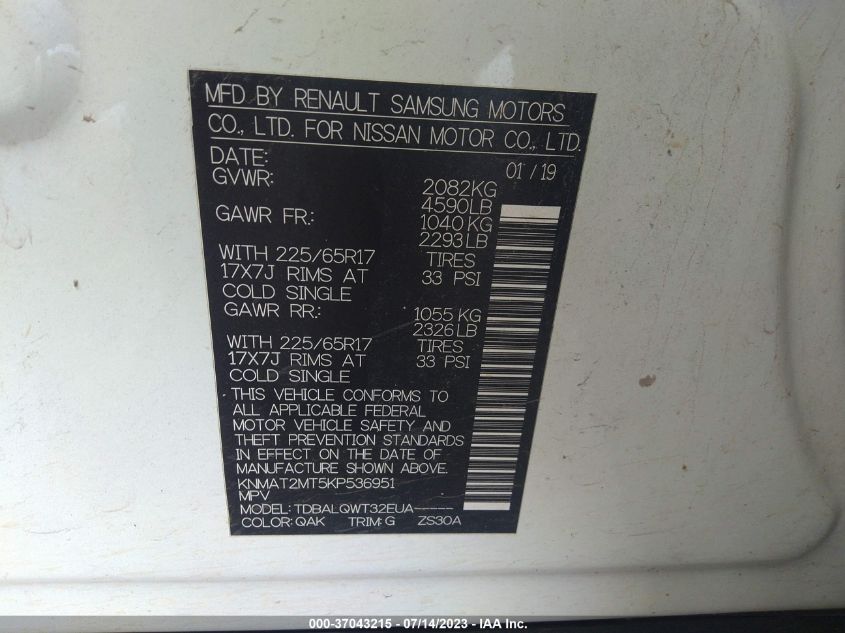 MFD BY RENAULT SAMSUNG MOTORS
CO., LTD. FOR NISSAN MOTOR CO., LTD.
DATE: 01/19
GVWR: 2082KG
4590LB
GAWR FR.: 1040KG
2293LB
WITH 225/65R17 TIRES
17X7J RIMS AT 33 PSI
COLD SINGLE
GAWR RR.: 1055KG
2326LB
WITH 225/65R17 TIRES
17X7J RIMS AT 33 PSI
COLD SINGLE
THIS VEHICLE CONFORMS TO
ALL APPLICABLE FEDERAL
MOTOR VEHICLE SAFETY AND
THEFT PREVENTION STANDARDS
IN EFFECT ON THE DATE OF
MANUFACTURE SHOWN ABOVE.
KNMAT2MT5KP536951
MPV
MODEL: TDBALQWT32EUA-----
COLOR: QAK TRIM: G ZS30A
000-37043215 - 07/14/2023 - IAA Inc.